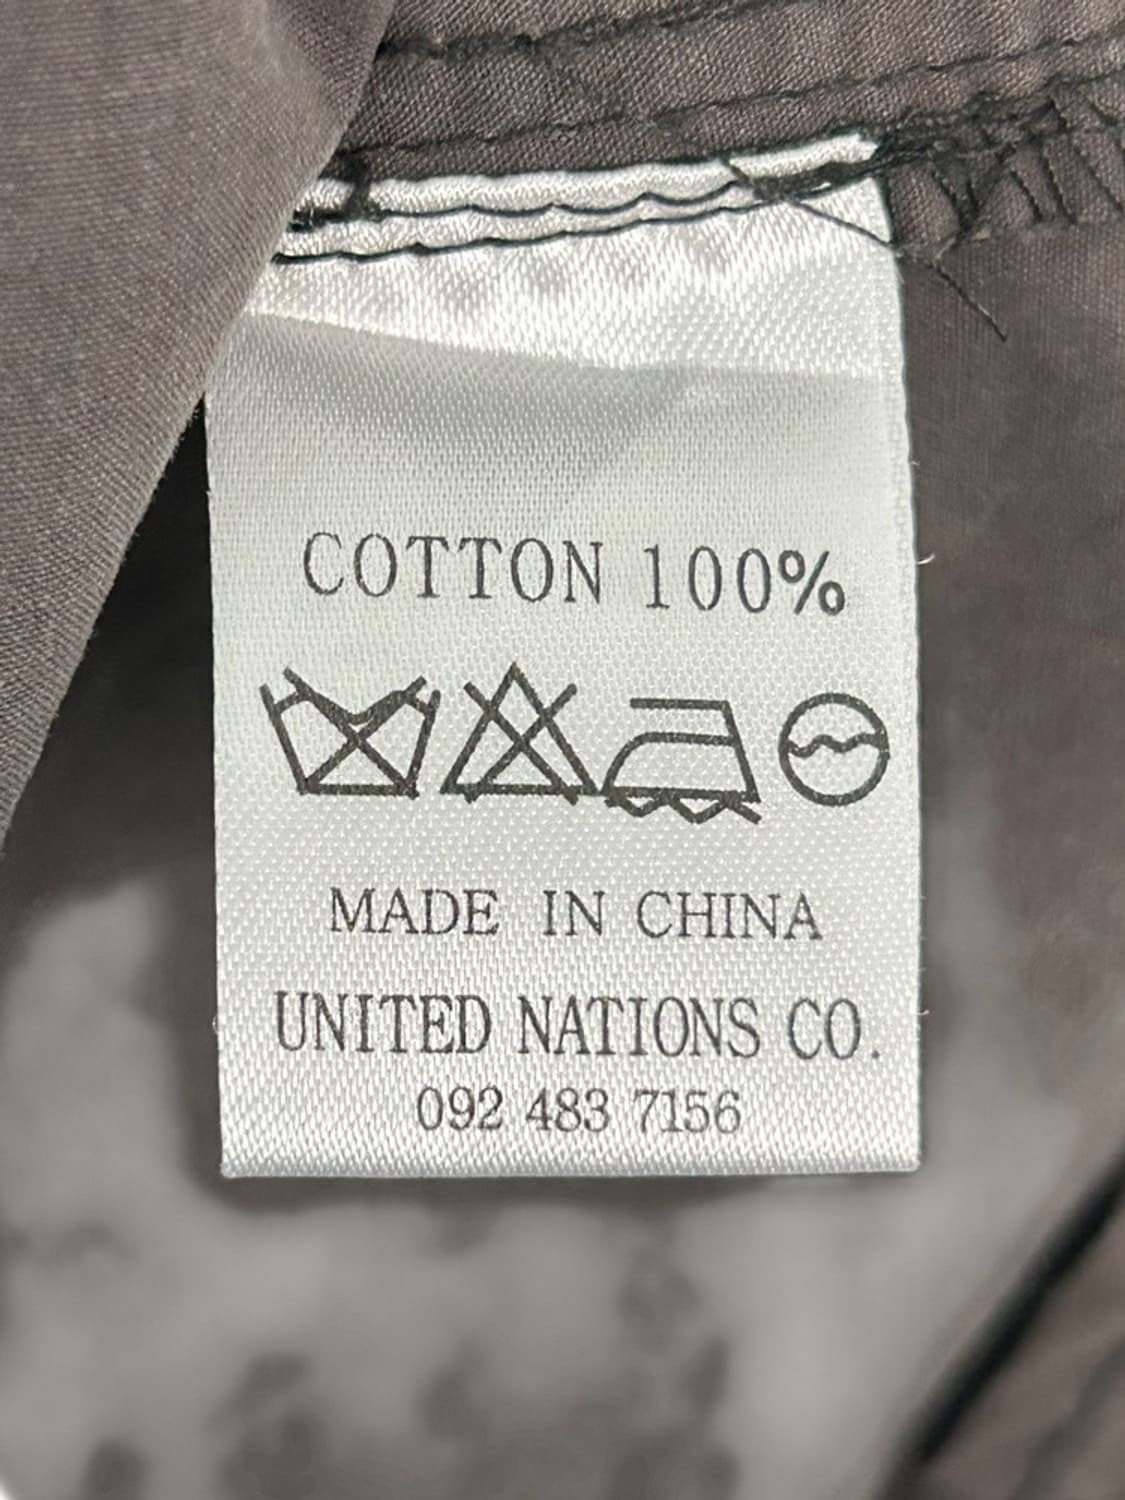 COTTON 100%
MADE IN CHINA
UNITED NATIONS CO.
092 483 7156